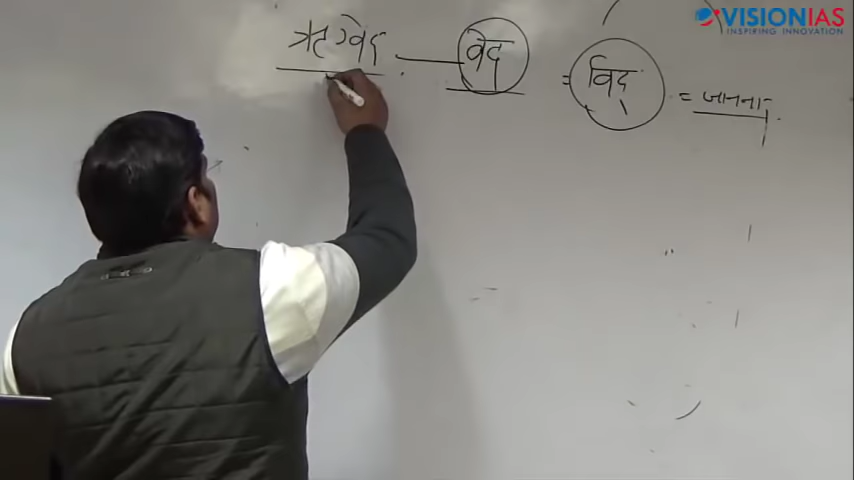 VISIONIAS
INSPIRING INNOVATION
ऋग्वेद — वेद = विद् = जानना